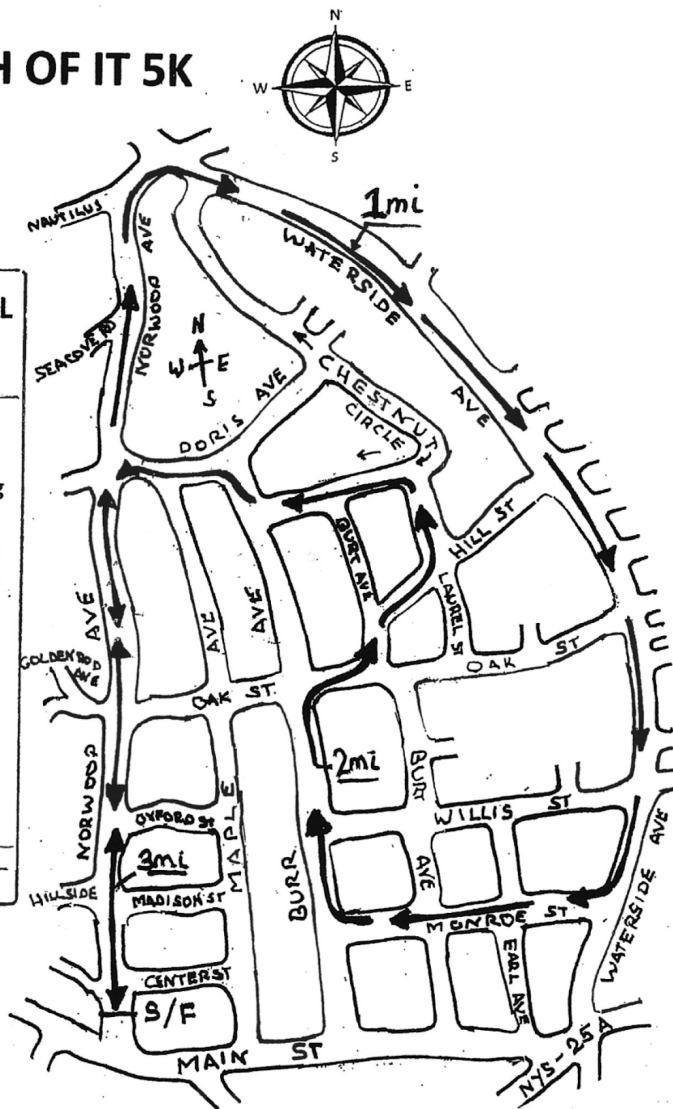 H OF IT 5K
N
W E
S
L
g
NAUTILUS
1mi
WATERSIDE
AVE
NORWOOD
AVE
SEACOVE RD
N
W E
S
DORIS AVE
CHESTNUT
CIRCLE
HILL ST
BURT AVE
LAUREL ST
AVE
AVE
AVE
GOLDENROD
AVE
OAK ST
OAK ST.
NORWOOD
2mi
BURT
AVE
WILLIS ST
OXFORD ST
MAPLE
3mi
HILLSIDE
MADISON ST
BURR
MONROE ST
WATERSIDE AVE
EARL AVE
CENTER ST
S/F
MAIN ST
NYS-25A